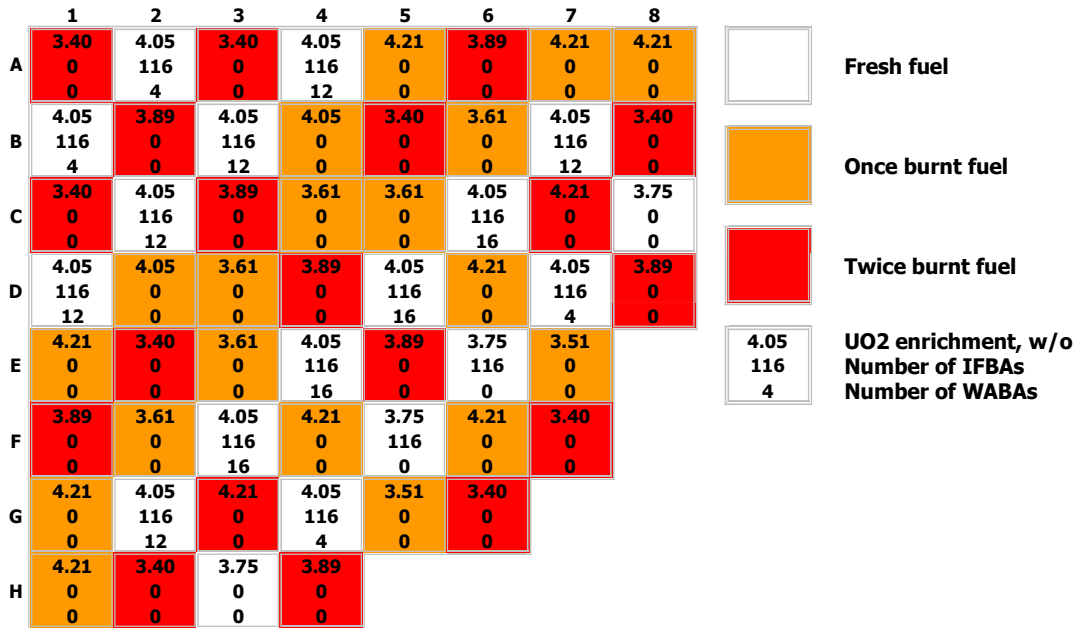 1 2 3 4 5 6 7 8
3.40 4.05 3.40 4.05 4.21 3.89 4.21 4.21
A 0 116 0 116 0 0 0 0 Fresh fuel
0 4 0 12 0 0 0 0
4.05 3.89 4.05 4.05 3.40 3.61 4.05 3.40
B 116 0 116 0 0 0 116 0
4 0 12 0 0 0 12 0
Once burnt fuel
3.40 4.05 3.89 3.61 3.61 4.05 4.21 3.75
C 0 116 0 0 0 116 0 0
0 12 0 0 0 16 0 0
4.05 4.05 3.61 3.89 4.05 4.21 4.05 3.89 Twice burnt fuel
D 116 0 0 0 116 0 116 0
12 0 0 0 16 0 4 0
4.21 3.40 3.61 4.05 3.89 3.75 3.51 4.05 UO2 enrichment, w/o
E 0 0 0 116 0 116 0 116 Number of IFBAs
0 0 0 16 0 0 0 4 Number of WABAs
3.89 3.61 4.05 4.21 3.75 4.21 3.40
F 0 0 116 0 116 0 0
0 0 16 0 0 0 0
4.21 4.05 4.21 4.05 3.51 3.40
G 0 116 0 116 0 0
0 12 0 4 0 0
4.21 3.40 3.75 3.89
H 0 0 0 0
0 0 0 0